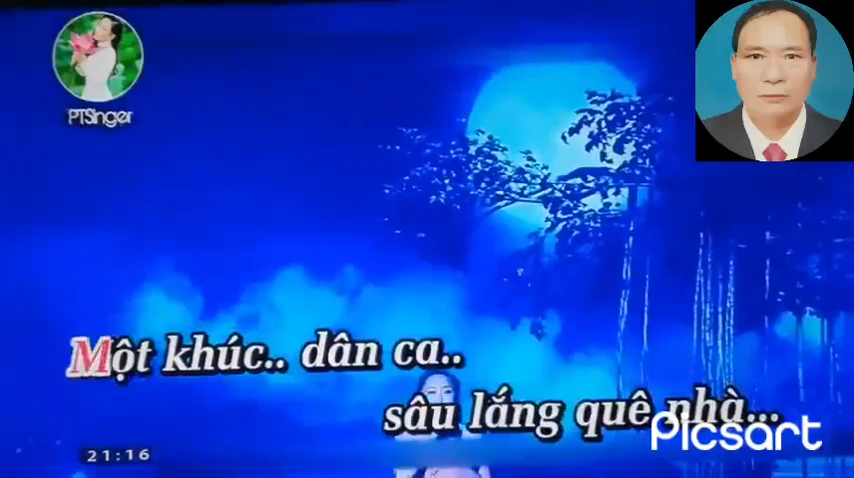 PTSinger
Một khúc.. dân ca..
sâu lắng quê nhà...
Picsart
21:16